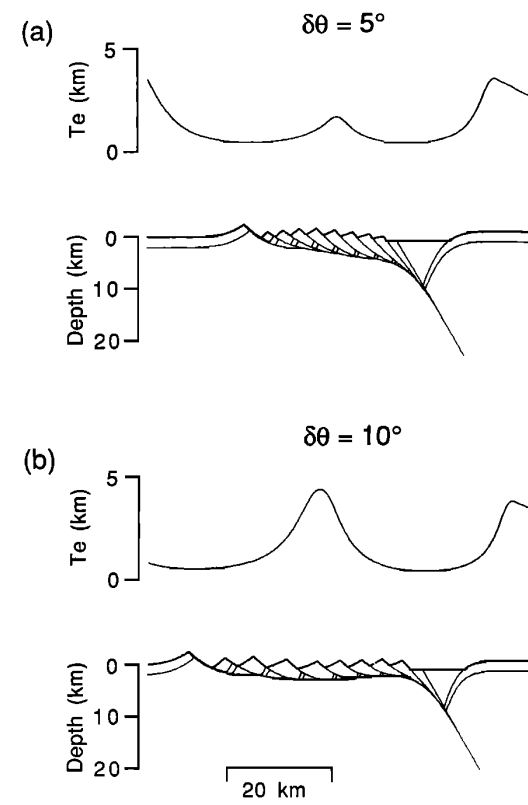 (a)
δθ = 5°
5
Te (km)
0
0
Depth (km)
10
20
(b)
δθ = 10°
5
Te (km)
0
0
Depth (km)
10
20
20 km